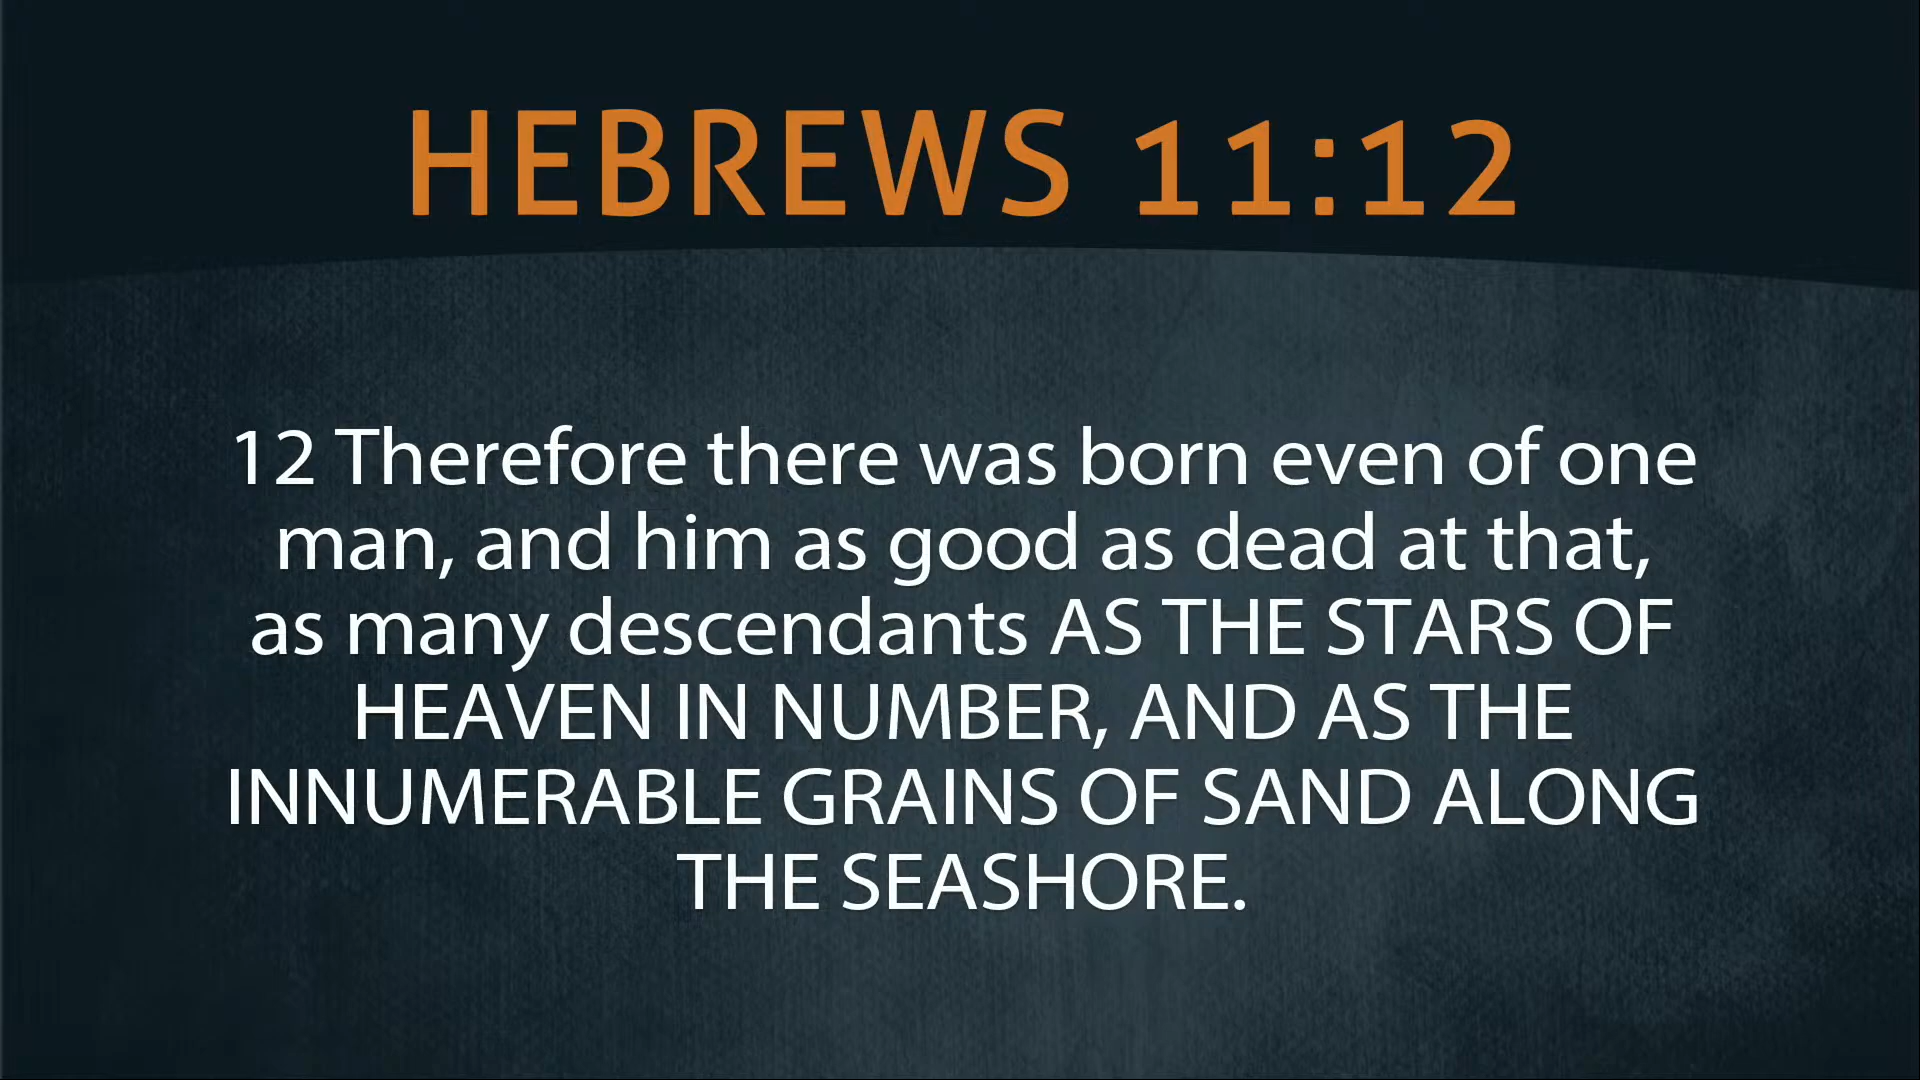 HEBREWS 11:12
12 Therefore there was born even of one
man, and him as good as dead at that,
as many descendants AS THE STARS OF
HEAVEN IN NUMBER, AND AS THE
INNUMERABLE GRAINS OF SAND ALONG
THE SEASHORE.